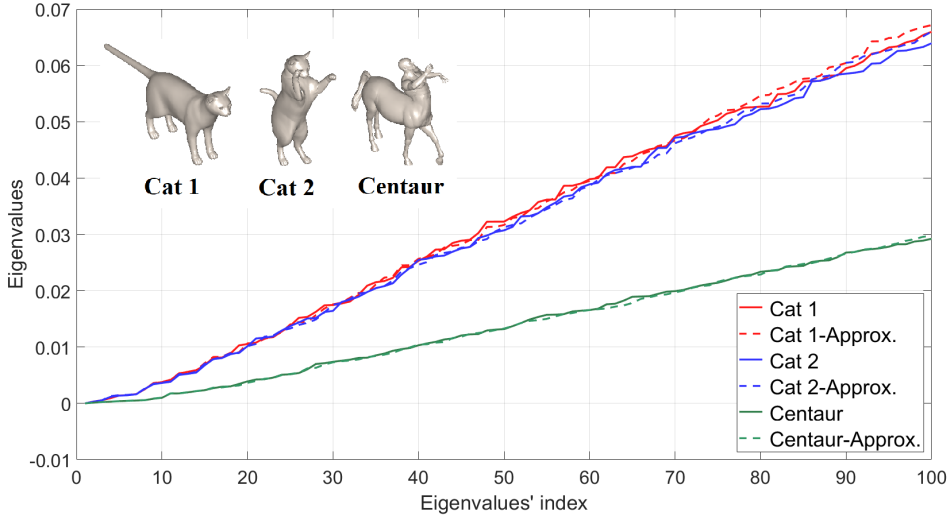 0.07
0.06
0.05
0.04
0.03
0.02
0.01
0
-0.01
Eigenvalues
Cat 1 Cat 2 Centaur
Cat 1
Cat 1-Approx.
Cat 2
Cat 2-Approx.
Centaur
Centaur-Approx.
0 10 20 30 40 50 60 70 80 90 100
Eigenvalues' index